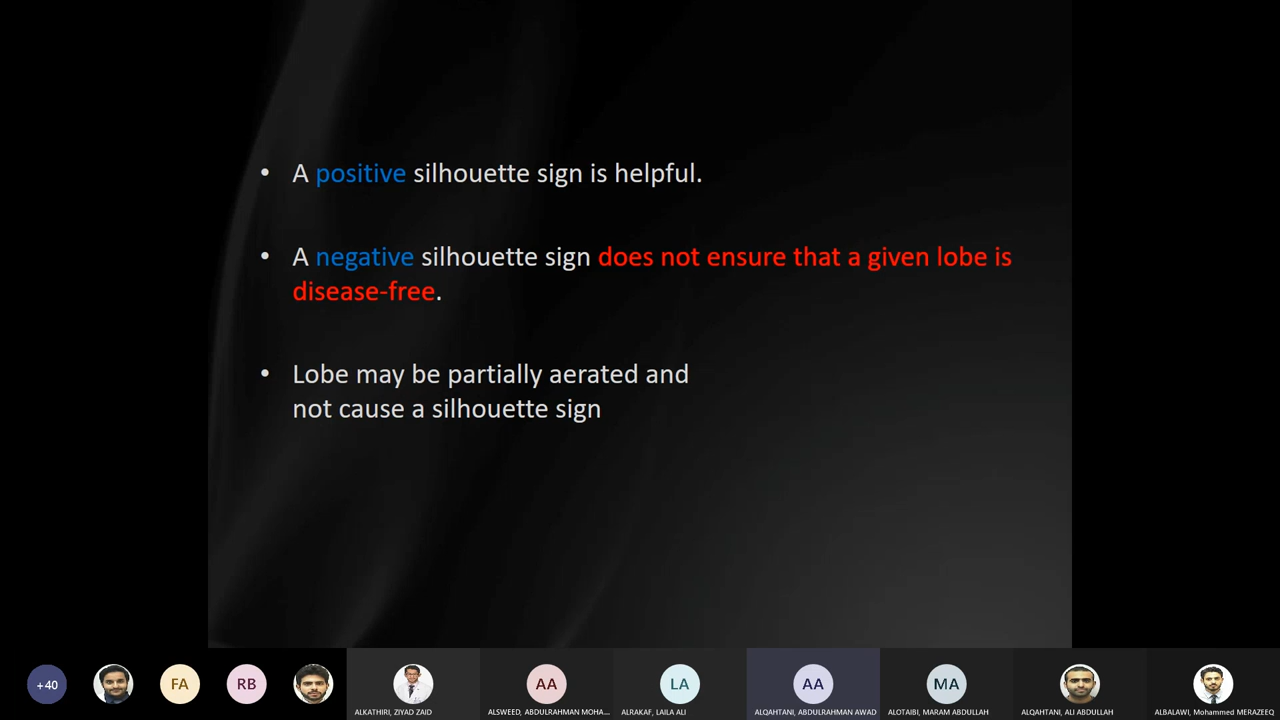 • A positive silhouette sign is helpful.
• A negative silhouette sign does not ensure that a given lobe is
disease-free.
• Lobe may be partially aerated and
not cause a silhouette sign
+40
FA
RB
AA
LA
AA
MA
ALKATHIRI, ZIYAD ZAID
ALSWEED, ABDULRAHMAN MOHA...
ALRAKAF, LAILA ALI
ALQAHTANI, ABDULRAHMAN AWAD
ALOTAIBI, MARAM ABDULLAH
ALQAHTANI, ALI ABDULLAH
ALBALAWI, Mohammed MERAZEEQ